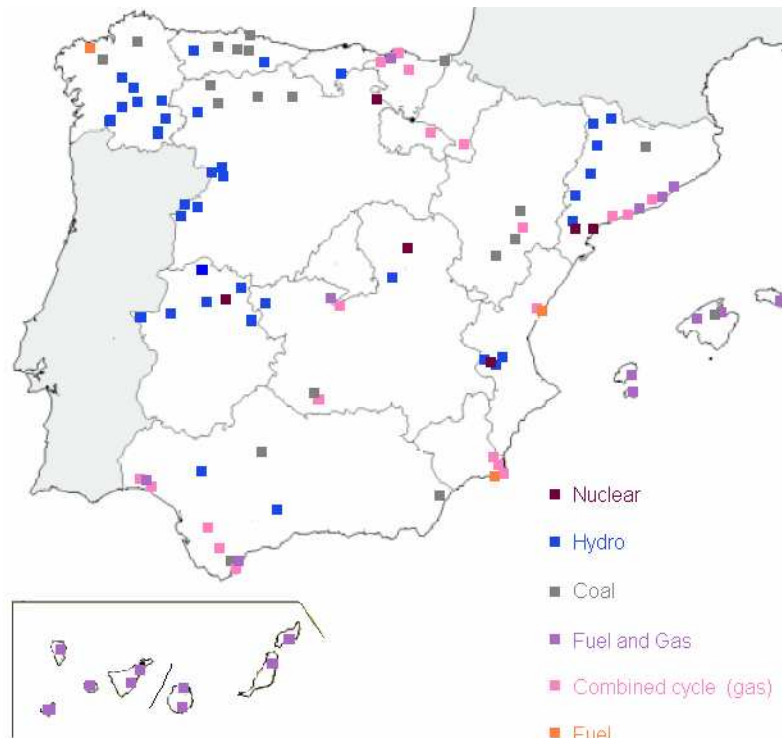 Nuclear
Hydro
Coal
Fuel and Gas
Combined cycle (gas)
Fuel